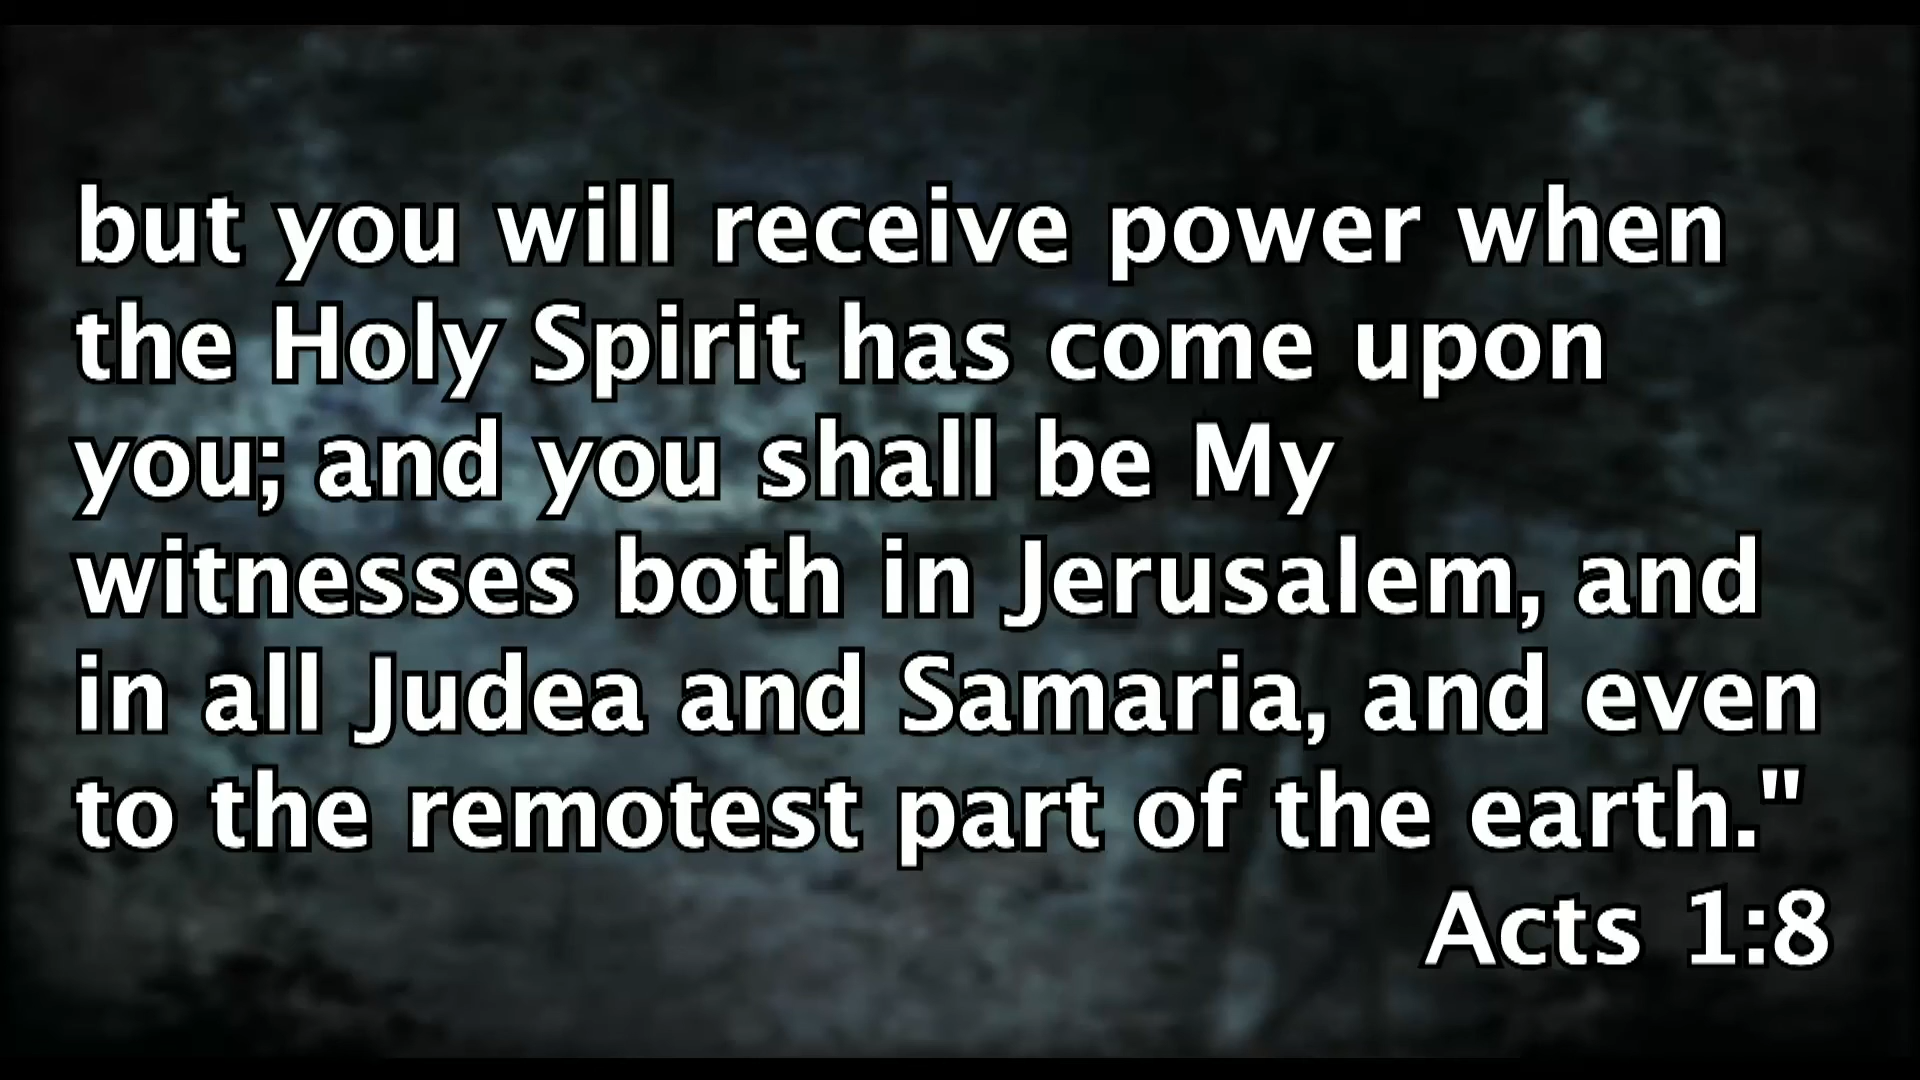 but you will receive power when
the Holy Spirit has come upon
you; and you shall be My
witnesses both in Jerusalem, and
in all Judea and Samaria, and even
to the remotest part of the earth."
Acts 1:8